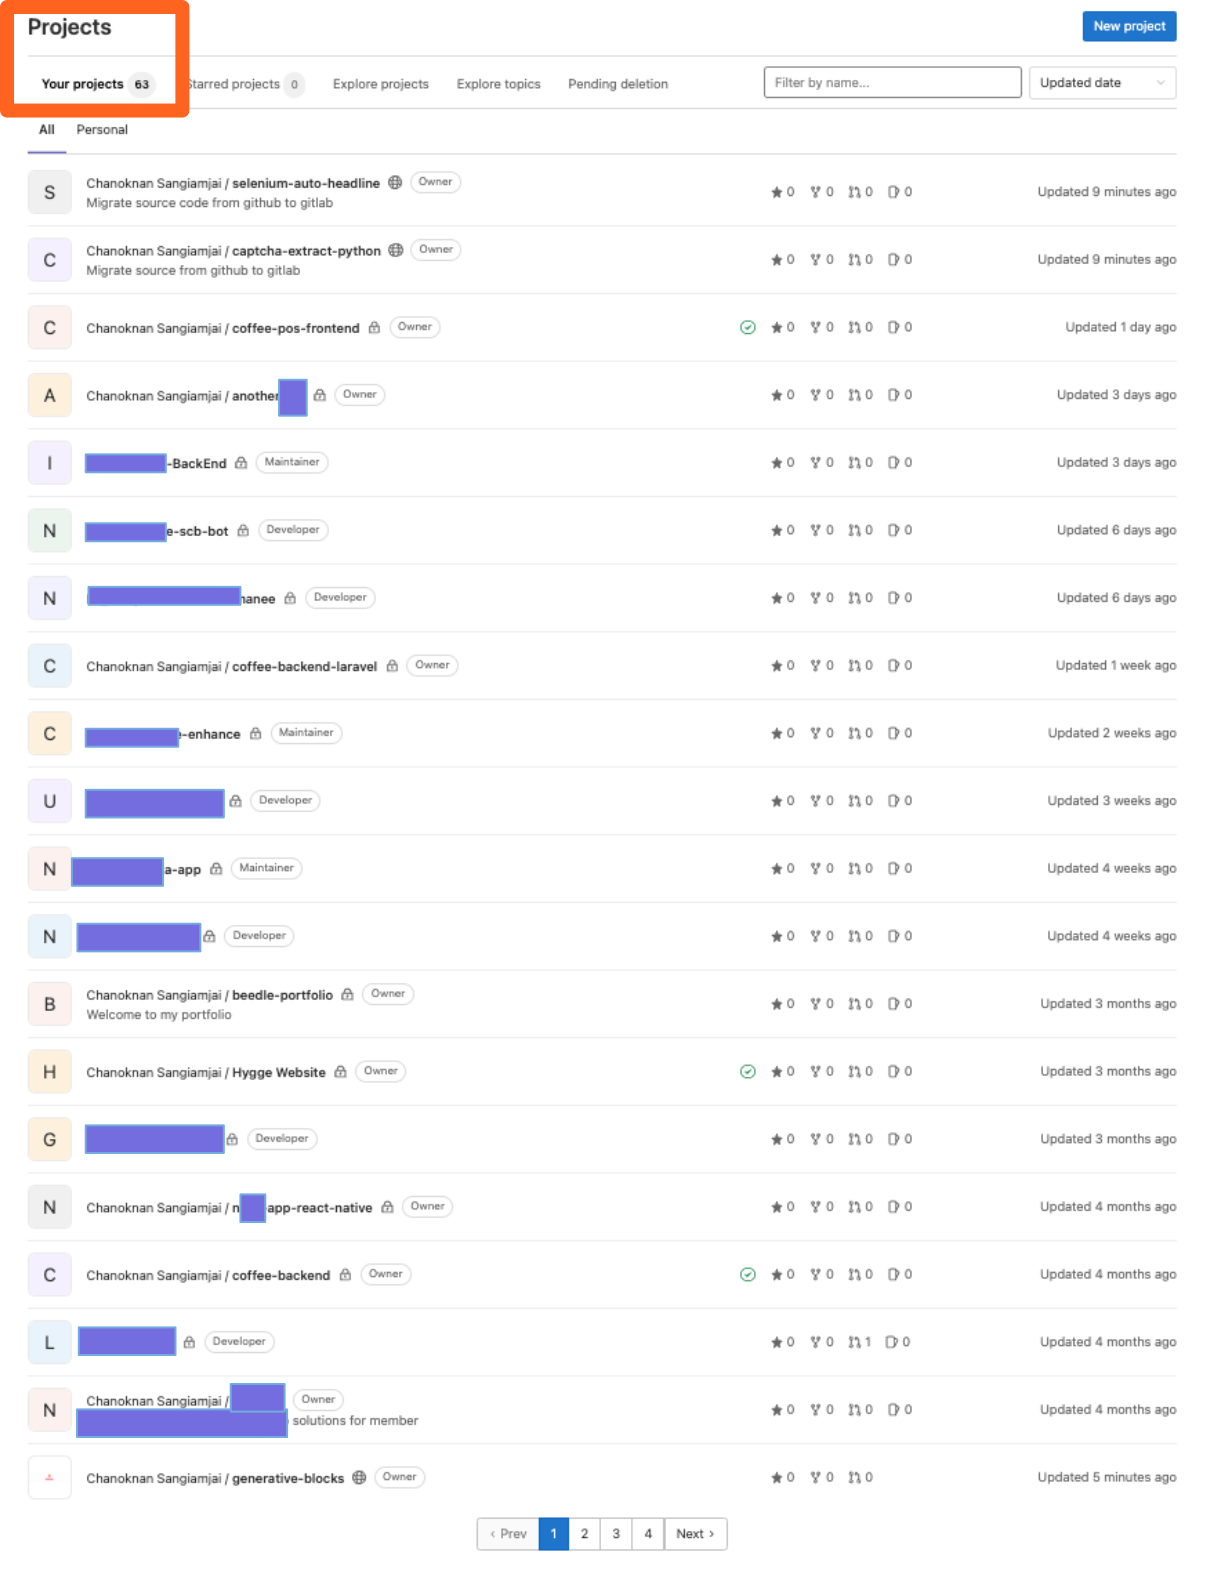 Projects
New project
Your projects 63 Starred projects 0 Explore projects Explore topics Pending deletion Filter by name... Updated date
All Personal
S Chanoknan Sangiamjai / selenium-auto-headline Owner 0 0 0 0 Updated 9 minutes ago
Migrate source code from github to gitlab
C Chanoknan Sangiamjai / captcha-extract-python Owner 0 0 0 0 Updated 9 minutes ago
Migrate source from github to gitlab
C Chanoknan Sangiamjai / coffee-pos-frontend Owner 0 0 0 0 Updated 1 day ago
A Chanoknan Sangiamjai / another Owner 0 0 0 0 Updated 3 days ago
I -BackEnd Maintainer 0 0 0 0 Updated 3 days ago
N e-scb-bot Developer 0 0 0 0 Updated 6 days ago
N anee Developer 0 0 0 0 Updated 6 days ago
C Chanoknan Sangiamjai / coffee-backend-laravel Owner 0 0 0 0 Updated 1 week ago
C -enhance Maintainer 0 0 0 0 Updated 2 weeks ago
U Developer 0 0 0 0 Updated 3 weeks ago
N a-app Maintainer 0 0 0 0 Updated 4 weeks ago
N Developer 0 0 0 0 Updated 4 weeks ago
B Chanoknan Sangiamjai / beedle-portfolio Owner 0 0 0 0 Updated 3 months ago
Welcome to my portfolio
H Chanoknan Sangiamjai / Hygge Website Owner 0 0 0 0 Updated 3 months ago
G Developer 0 0 0 0 Updated 3 months ago
N Chanoknan Sangiamjai / n app-react-native Owner 0 0 0 0 Updated 4 months ago
C Chanoknan Sangiamjai / coffee-backend Owner 0 0 0 0 Updated 4 months ago
L Developer 0 0 1 0 Updated 4 months ago
N Chanoknan Sangiamjai / Owner 0 0 0 0 Updated 4 months ago
solutions for member
Chanoknan Sangiamjai / generative-blocks Owner 0 0 0 Updated 5 minutes ago
‹ Prev 1 2 3 4 Next ›